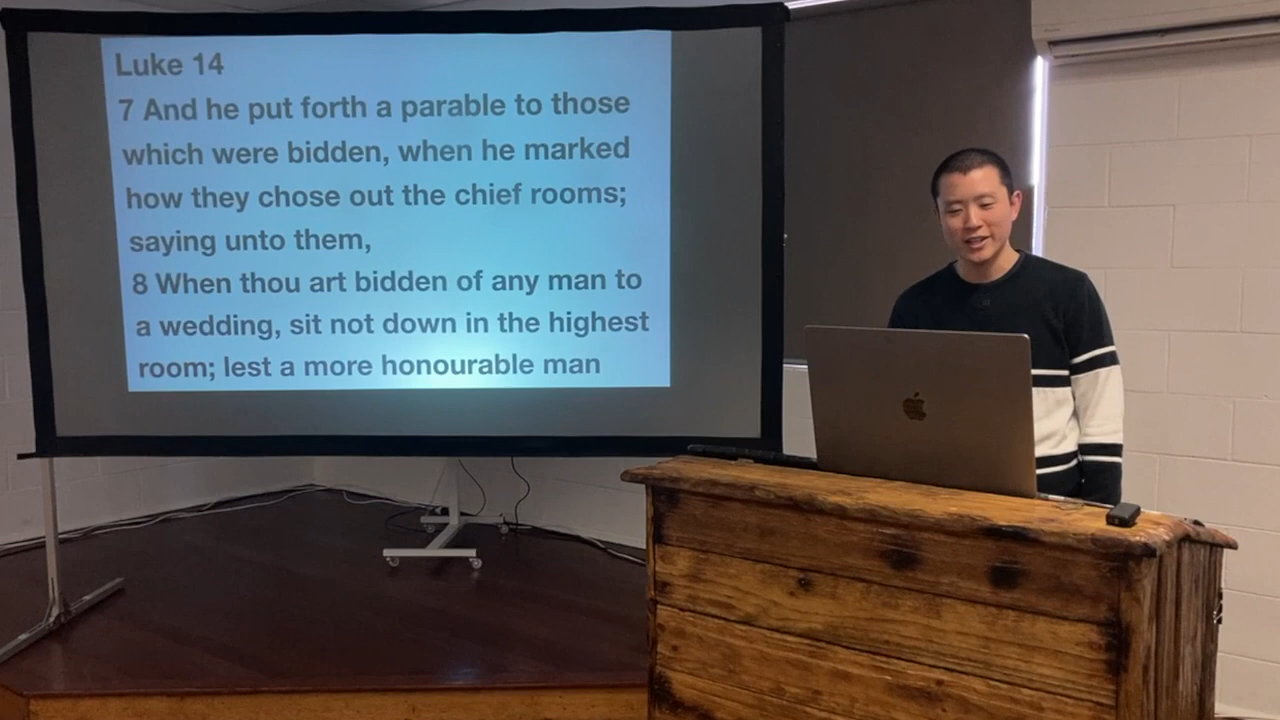 Luke 14
7 And he put forth a parable to those
which were bidden, when he marked
how they chose out the chief rooms;
saying unto them,
8 When thou art bidden of any man to
a wedding, sit not down in the highest
room; lest a more honourable man